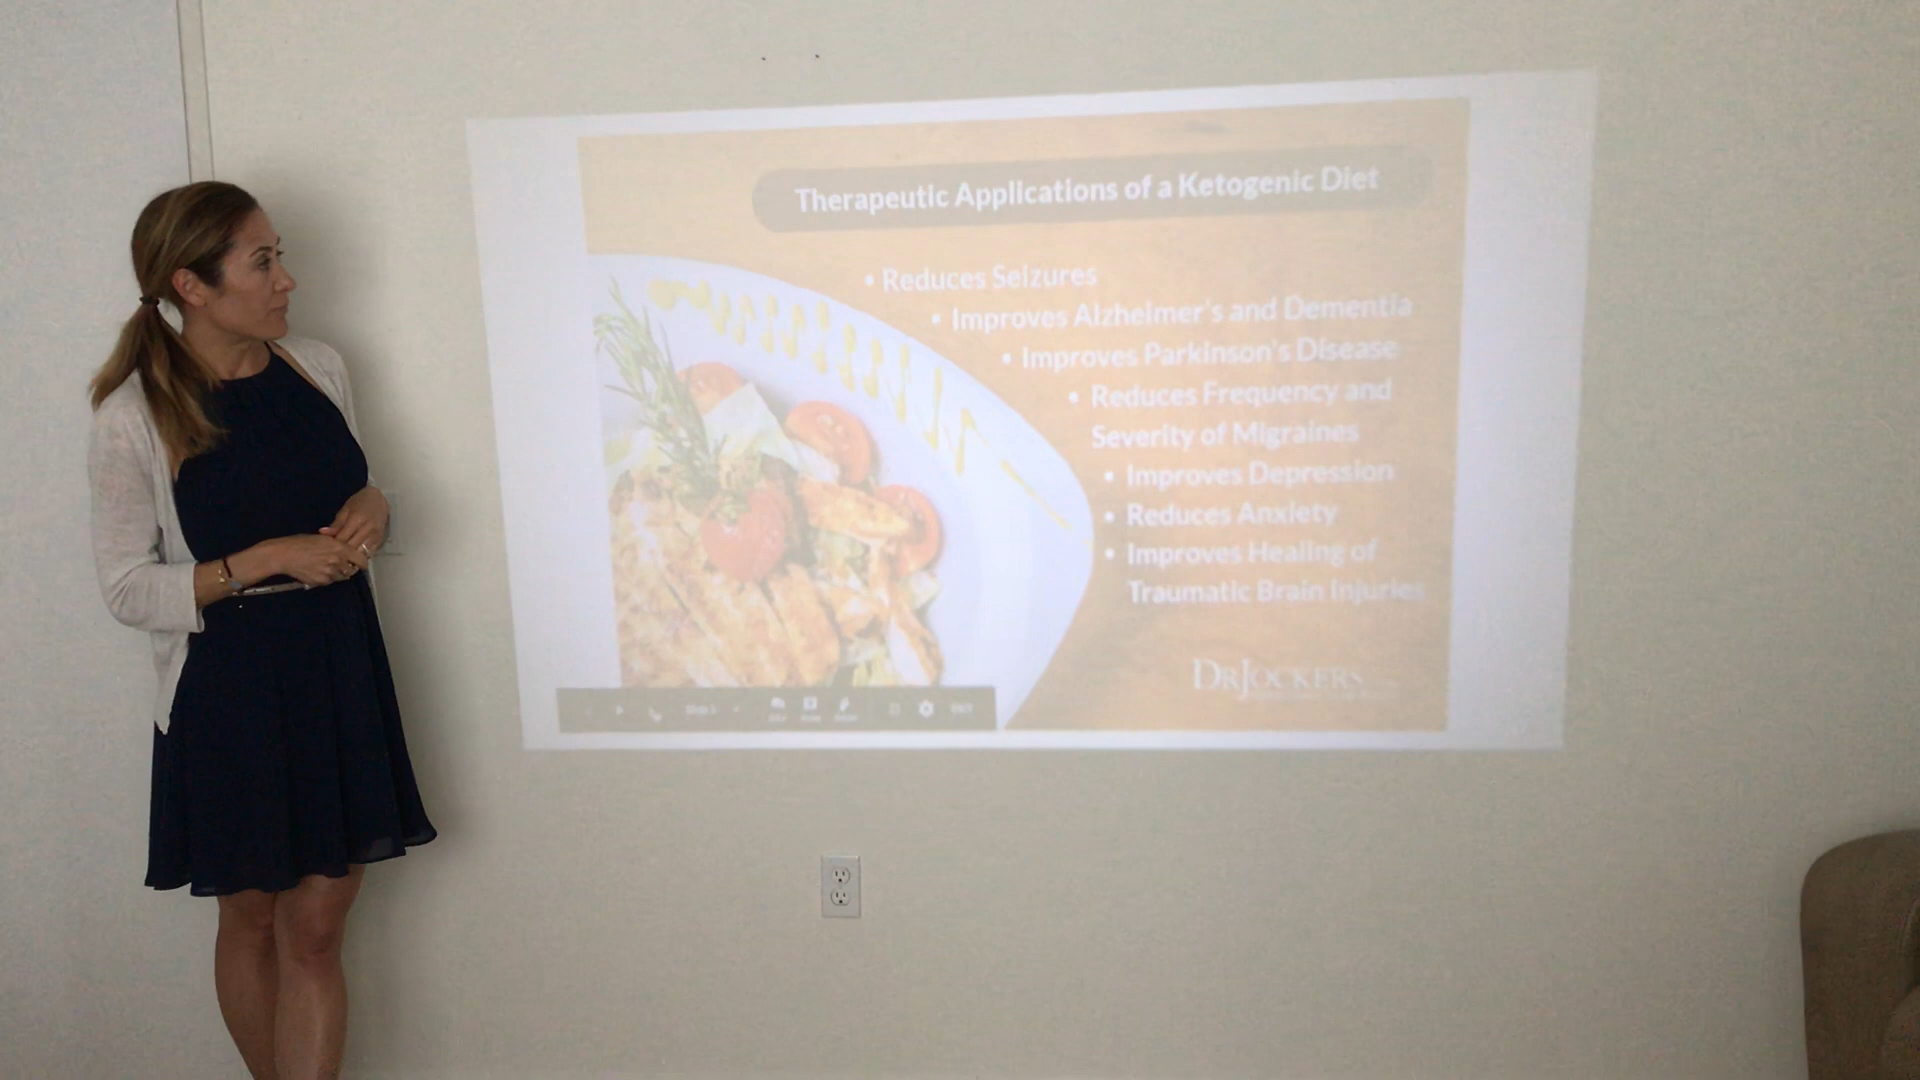 Therapeutic Applications of a Ketogenic Diet
• Reduces Seizures
• Improves Alzheimer's and Dementia
• Improves Parkinson's Disease
• Reduces Frequency and
Severity of Migraines
• Improves Depression
• Reduces Anxiety
• Improves Healing of
Traumatic Brain Injuries
DRJOCKERS